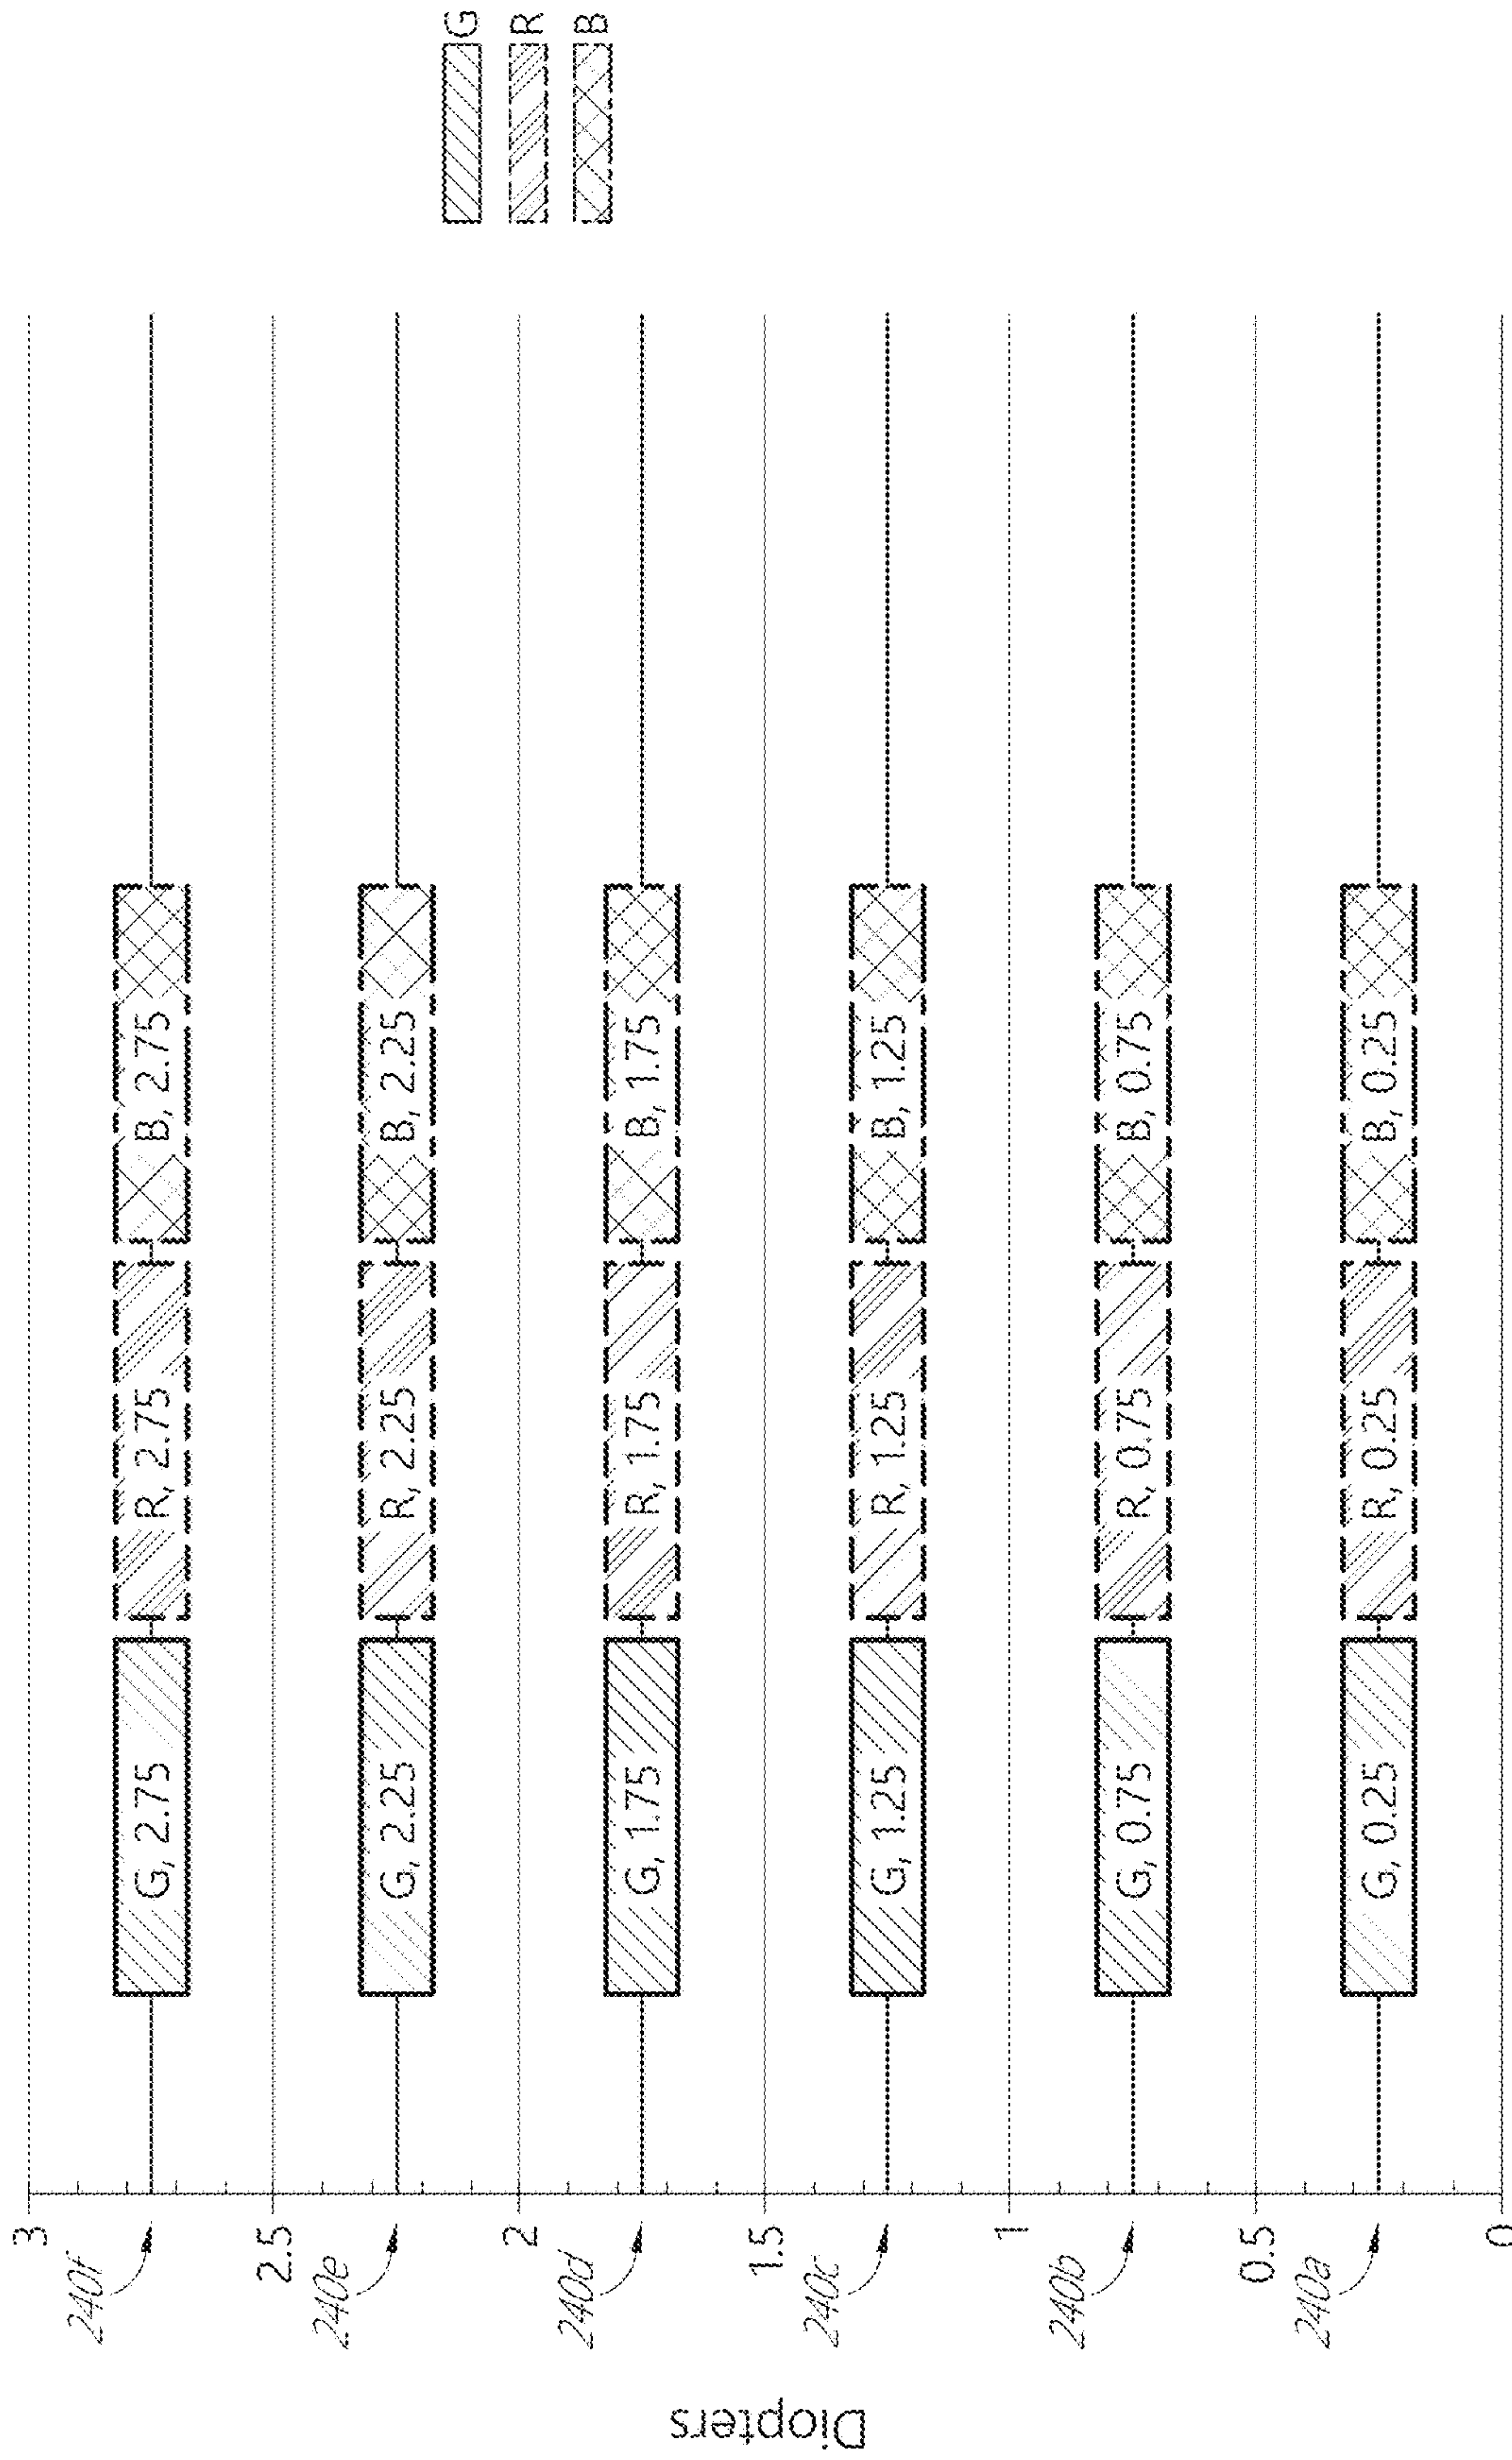 Diopters
3
240f
G, 2.75 R, 2.75 B, 2.75
2.5
240e
G, 2.25 R, 2.25 B, 2.25
2
240d
G, 1.75 R, 1.75 B, 1.75
1.5
240c
G, 1.25 R, 1.25 B, 1.25
1
240b
G, 0.75 R, 0.75 B, 0.75
0.5
240a
G, 0.25 R, 0.25 B, 0.25
0
G
R
B